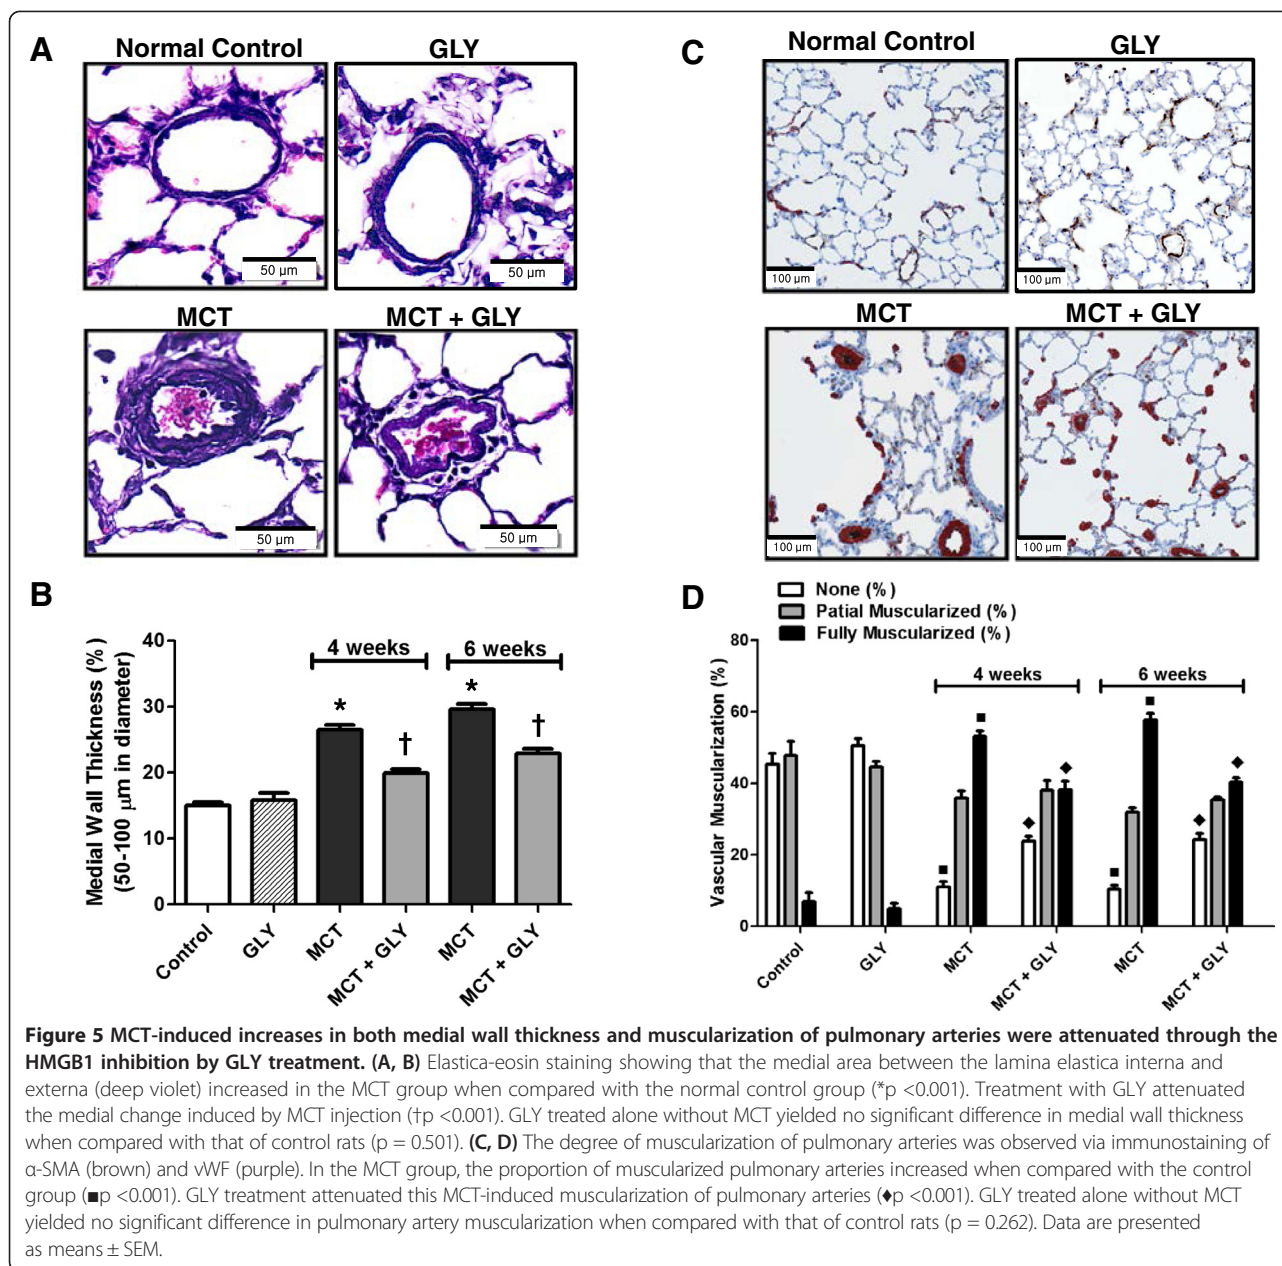 A
Normal Control
GLY
50 µm
50 µm
MCT
MCT + GLY
50 µm
50 µm
C
Normal Control
GLY
100 µm
100 µm
MCT
MCT + GLY
100 µm
100 µm
B
Medial Wall Thickness (%)
(50-100 µm in diameter)
40
30
20
10
0
4 weeks
6 weeks
*
†
*
†
Control
GLY
MCT
MCT + GLY
MCT
MCT + GLY
D
None (%)
Patial Muscularized (%)
Fully Muscularized (%)
Vascular Muscularization (%)
80
60
40
20
0
4 weeks
6 weeks
■ ■ ♦ ♦ ■ ■ ♦ ♦
Control
GLY
MCT
MCT + GLY
MCT
MCT + GLY
Figure 5 MCT-induced increases in both medial wall thickness and muscularization of pulmonary arteries were attenuated through the
HMGB1 inhibition by GLY treatment. (A, B) Elastica-eosin staining showing that the medial area between the lamina elastica interna and
externa (deep violet) increased in the MCT group when compared with the normal control group (*p <0.001). Treatment with GLY attenuated
the medial change induced by MCT injection (†p <0.001). GLY treated alone without MCT yielded no significant difference in medial wall thickness
when compared with that of control rats (p = 0.501). (C, D) The degree of muscularization of pulmonary arteries was observed via immunostaining of
α-SMA (brown) and vWF (purple). In the MCT group, the proportion of muscularized pulmonary arteries increased when compared with the control
group (■p <0.001). GLY treatment attenuated this MCT-induced muscularization of pulmonary arteries (♦p <0.001). GLY treated alone without MCT
yielded no significant difference in pulmonary artery muscularization when compared with that of control rats (p = 0.262). Data are presented
as means ± SEM.